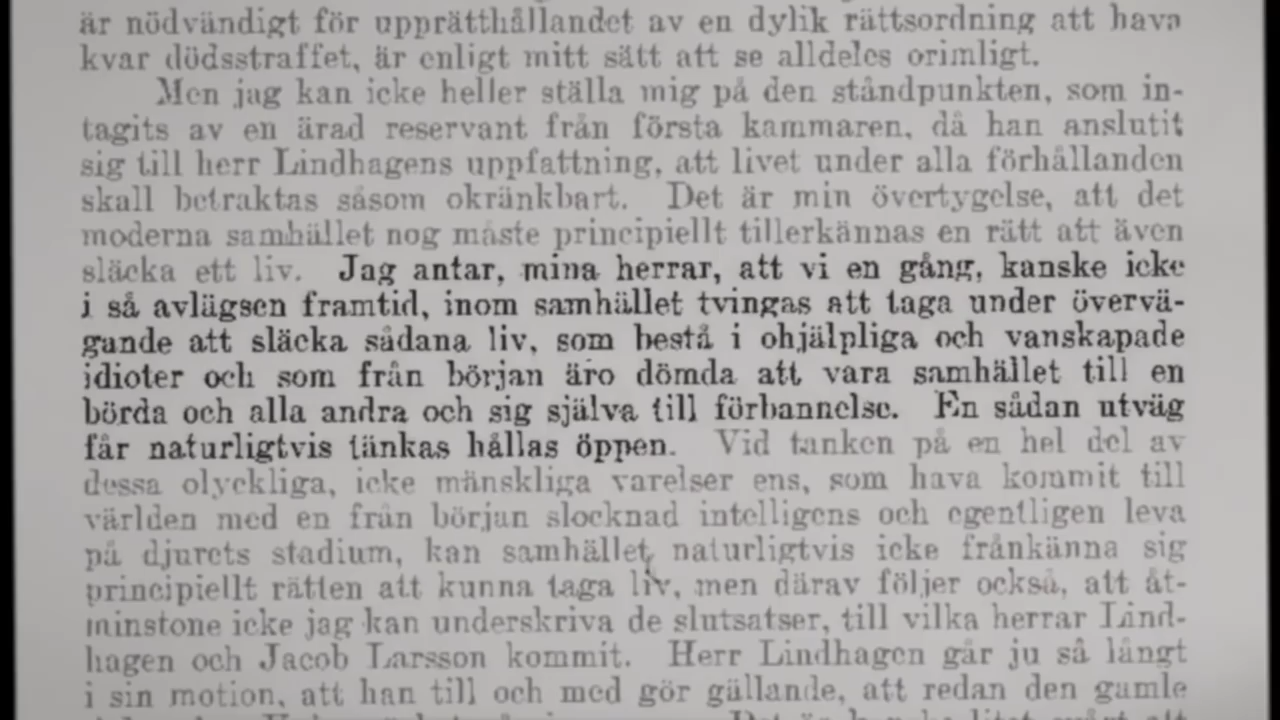 är nödvändigt för upprätthållandet av en dylik rättsordning att hava
kvar dödsstraffet, är enligt mitt sätt att se alldeles orimligt.
Men jag kan icke heller ställa mig på den ståndpunkten, som in-
tagits av en ärad reservant från första kammaren, då han anslutit
sig till herr Lindhagens uppfattning, att livet under alla förhållanden
skall betraktas såsom okränkbart. Det är min övertygelse, att det
moderna samhället nog måste principiellt tillerkännas en rätt att även
släcka ett liv. Jag antar, mina herrar, att vi en gång, kanske icke
i så avlägsen framtid, inom samhället tvingas att taga under övervä-
gande att släcka sådana liv, som bestå i ohjälpliga och vanskapade
idioter och som från början äro dömda att vara samhället till en
börda och alla andra och sig själva till förbannelse. En sådan utväg
får naturligtvis tänkas hållas öppen. Vid tanken på en hel del av
dessa olyckliga, icke mänskliga varelser ens, som hava kommit till
världen med en från början slocknad intelligens och egentligen leva
på djurets stadium, kan samhället naturligtvis icke frånkänna sig
principiellt rätten att kunna taga liv, men därav följer också, att åt-
minstone icke jag kan underskriva de slutsatser, till vilka herrar Lind-
hagen och Jacob Larsson kommit. Herr Lindhagen går ju så långt
i sin motion, att han till och med gör gällande, att redan den gamle